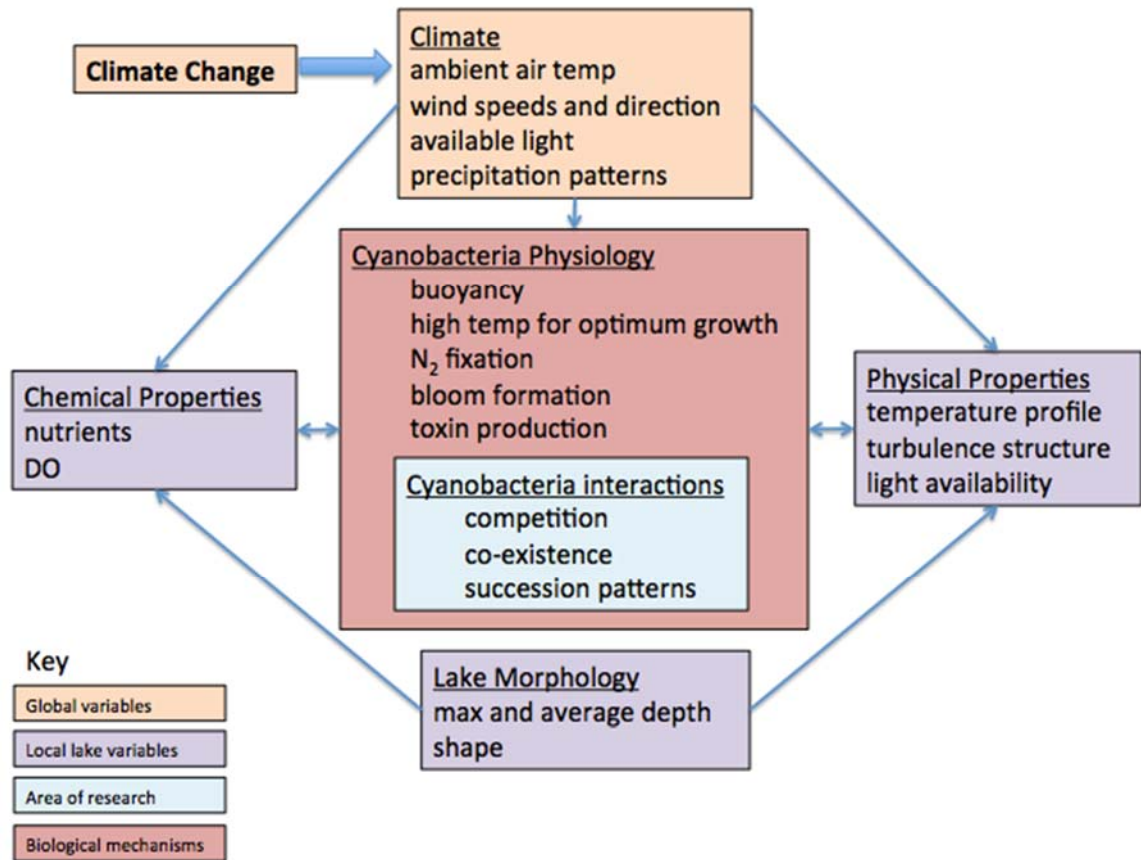 Climate Change
Climate
ambient air temp
wind speeds and direction
available light
precipitation patterns
Cyanobacteria Physiology
buoyancy
high temp for optimum growth
N₂ fixation
bloom formation
toxin production
Cyanobacteria interactions
competition
co-existence
succession patterns
Chemical Properties
nutrients
DO
Physical Properties
temperature profile
turbulence structure
light availability
Lake Morphology
max and average depth
shape
Key
Global variables
Local lake variables
Area of research
Biological mechanisms